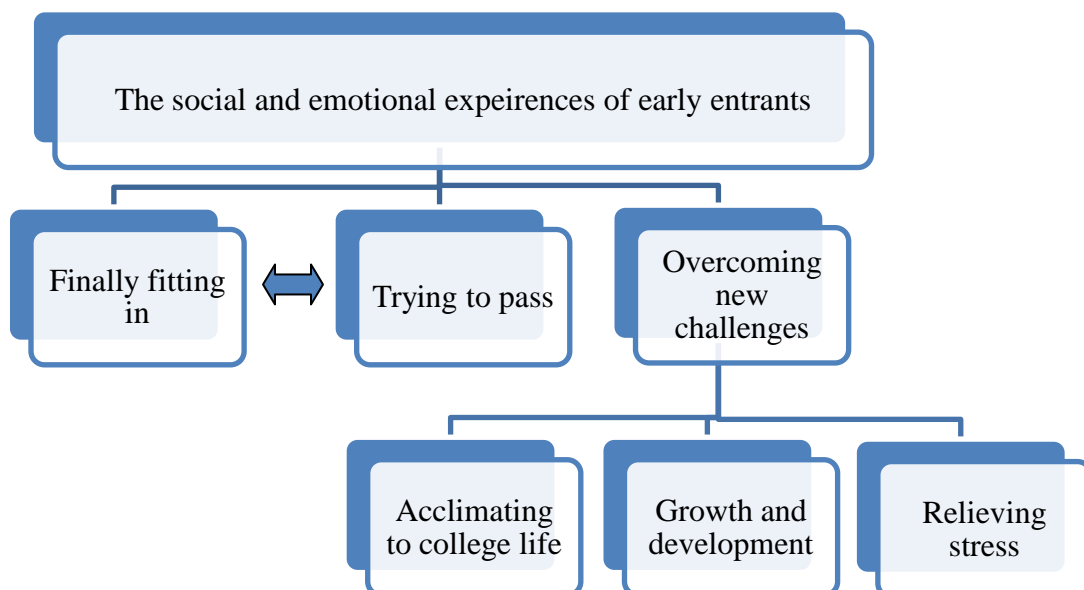 The social and emotional expeirences of early entrants
Finally fitting
in
Trying to pass
Overcoming
new
challenges
Acclimating
to college life
Growth and
development
Relieving
stress